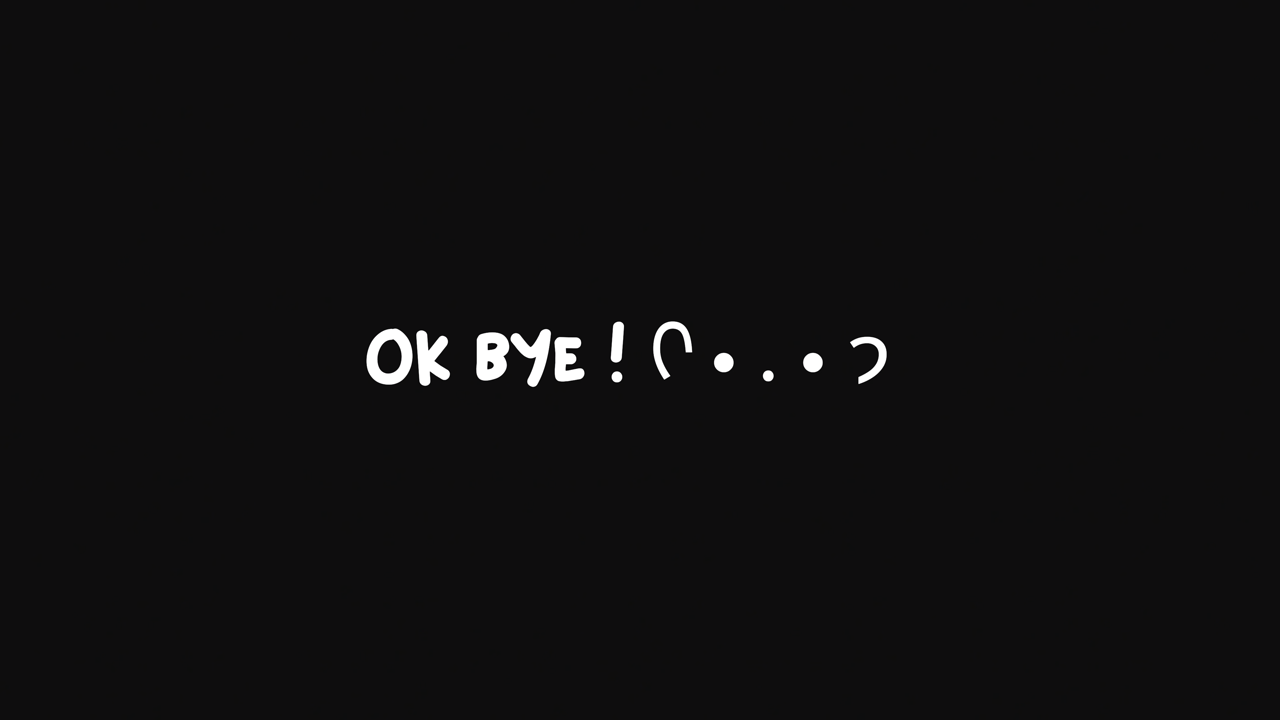 OK BYE ! ᑦ • . • ᑐ